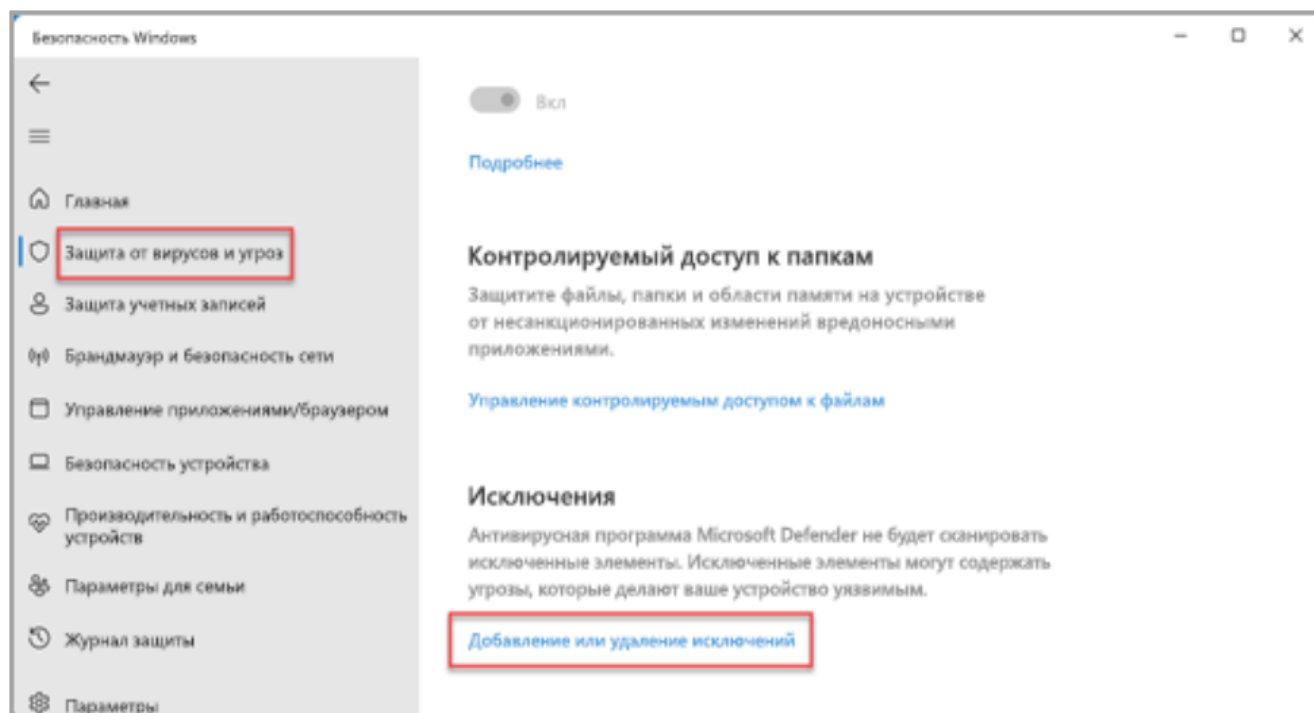 Безопасность Windows
Вкл
Подробнее
Главная
Защита от вирусов и угроз
Защита учетных записей
Брандмауэр и безопасность сети
Управление приложениями/браузером
Безопасность устройства
Производительность и работоспособность
устройств
Параметры для семьи
Журнал защиты
Параметры
Контролируемый доступ к папкам
Защитите файлы, папки и области памяти на устройстве
от несанкционированных изменений вредоносными
приложениями.
Управление контролируемым доступом к файлам
Исключения
Антивирусная программа Microsoft Defender не будет сканировать
исключенные элементы. Исключенные элементы могут содержать
угрозы, которые делают ваше устройство уязвимым.
Добавление или удаление исключений